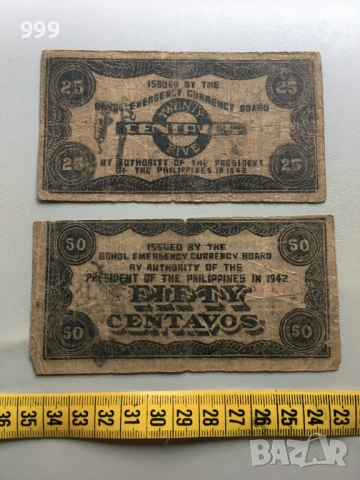 999
25 ISSUED BY THE 25
BOHOL EMERGENCY CURRENCY BOARD
TWENTY
CENTAVOS
FIVE
25 BY AUTHORITY OF THE PRESIDENT 25
OF THE PHILIPPINES IN 1942
50 ISSUED BY THE 50
BOHOL EMERGENCY CURRENCY BOARD
BY AUTHORITY OF THE
PRESIDENT OF THE PHILIPPINES IN 1942
FIFTY
50 CENTAVOS. 50
36 35 34 33 32 31 30 29 28 27 26 25 24 23
BAZAR